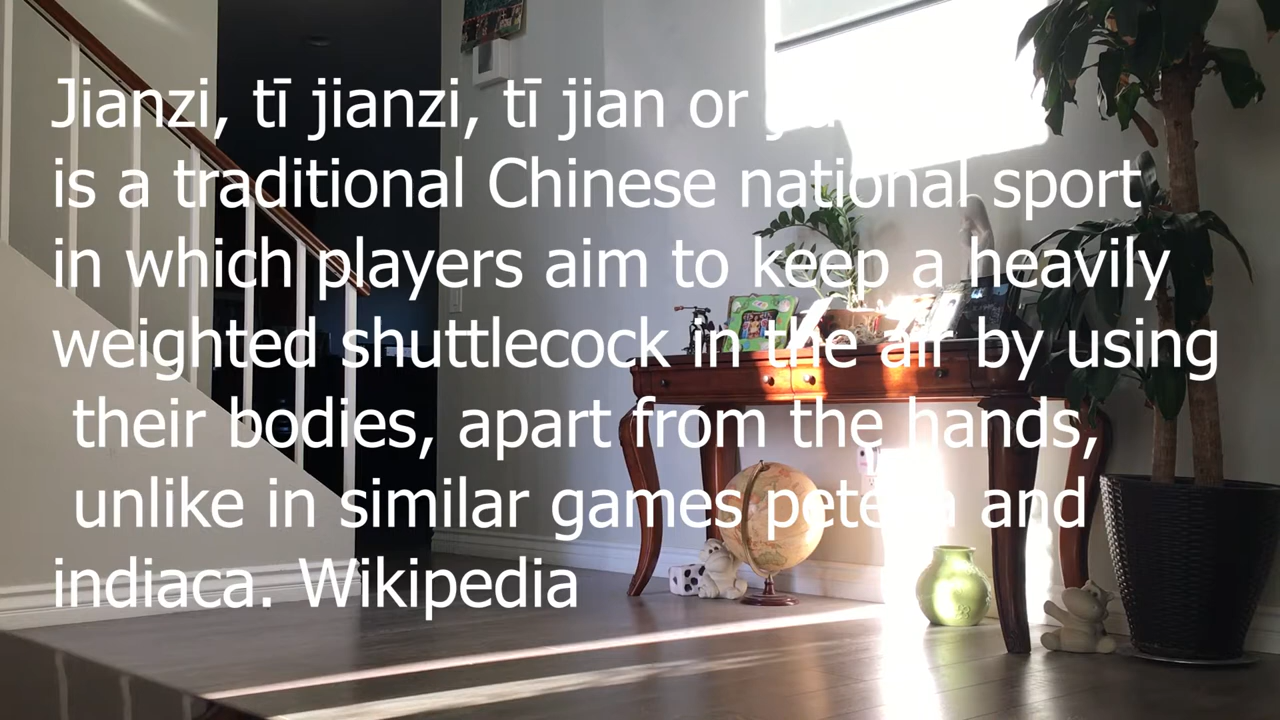 Jianzi, tī jianzi, tī jian or
is a traditional Chinese national sport
in which players aim to keep a heavily
weighted shuttlecock in the air by using
their bodies, apart from the hands,
unlike in similar games and
indiaca. Wikipedia